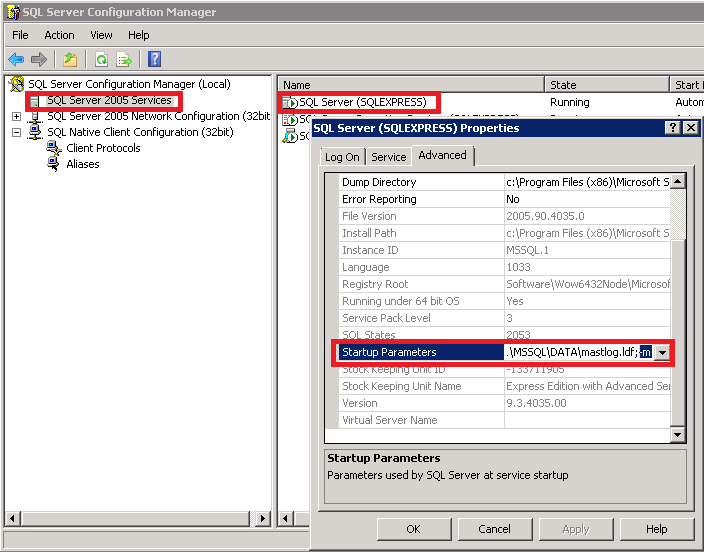 SQL Server Configuration Manager
File Action View Help
SQL Server Configuration Manager (Local)
SQL Server 2005 Services
SQL Server 2005 Network Configuration (32bit
SQL Native Client Configuration (32bit)
Client Protocols
Aliases
Name State Start
SQL Server (SQLEXPRESS) Running Autom
SQL Server (SQLEXPRESS) Properties
Log On Service Advanced
Dump Directory c:\Program Files (x86)\Microsoft S
Error Reporting No
File Version 2005.90.4035.0
Install Path c:\Program Files (x86)\Microsoft S
Instance ID MSSQL.1
Language 1033
Registry Root Software\Wow6432Node\Microsof
Running under 64 bit OS Yes
Service Pack Level 3
SQL States 2053
Startup Parameters .\MSSQL\DATA\mastlog.ldf;-m
Stock Keeping Unit ID -133711905
Stock Keeping Unit Name Express Edition with Advanced Se
Version 9.3.4035.00
Virtual Server Name
Startup Parameters
Parameters used by SQL Server at service startup
OK Cancel Apply Help